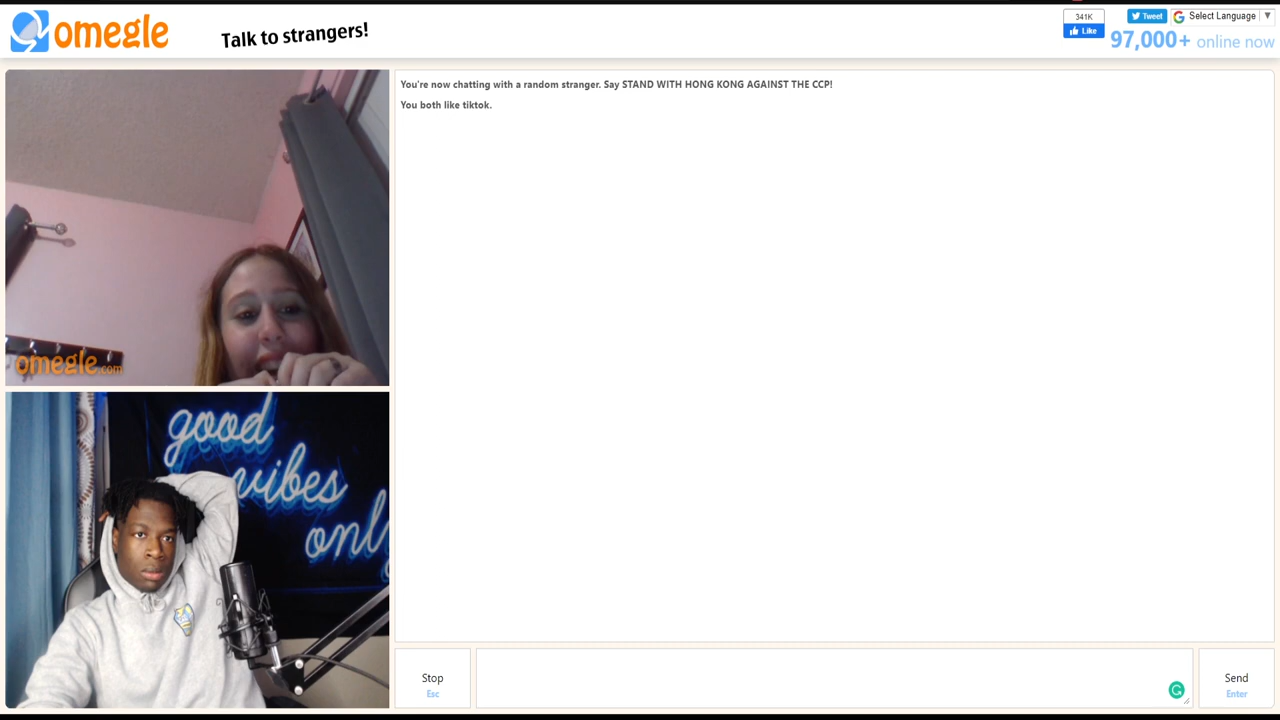 omegle
Talk to strangers!
341K
Like
Tweet
Select Language
97,000+ online now
You're now chatting with a random stranger. Say STAND WITH HONG KONG AGAINST THE CCP!
You both like tiktok.
omegle.com
good
vibes
only
Stop
Esc
Send
Enter